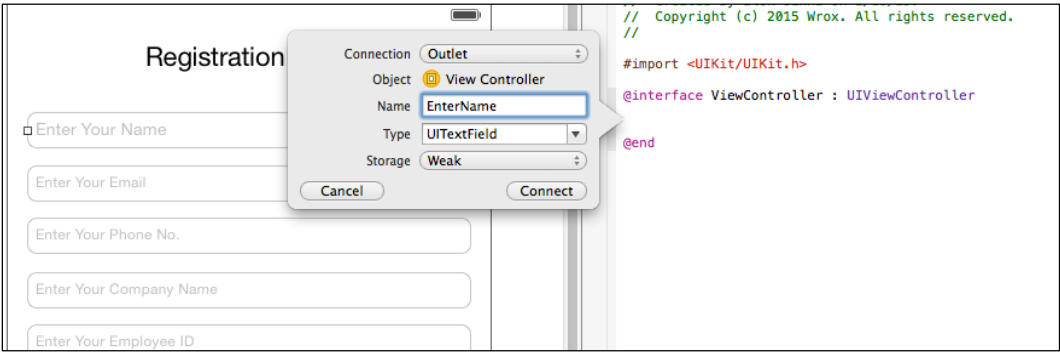 Registration
Enter Your Name
Enter Your Email
Enter Your Phone No.
Enter Your Company Name
Enter Your Employee ID
Connection Outlet
Object View Controller
Name EnterName
Type UITextField
Storage Weak
Cancel Connect
// Copyright (c) 2015 Wrox. All rights reserved.
//
#import <UIKit/UIKit.h>
@interface ViewController : UIViewController
@end